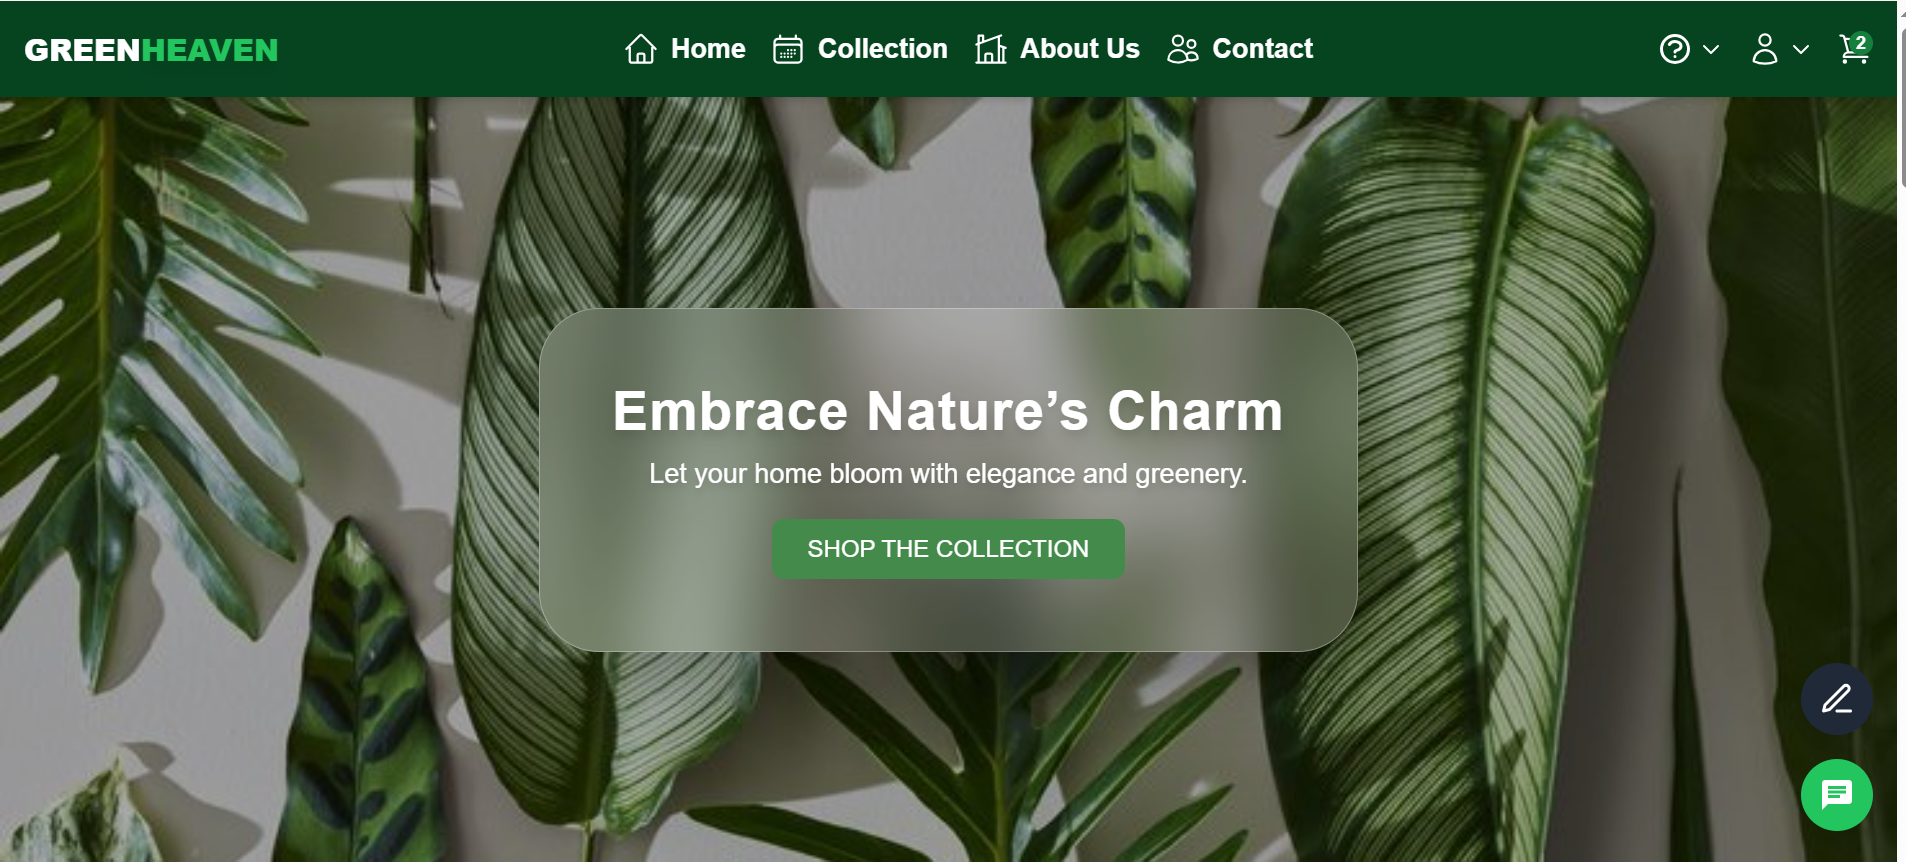 GREENHEAVEN
Home
Collection
About Us
Contact
2
Embrace Nature’s Charm
Let your home bloom with elegance and greenery.
SHOP THE COLLECTION